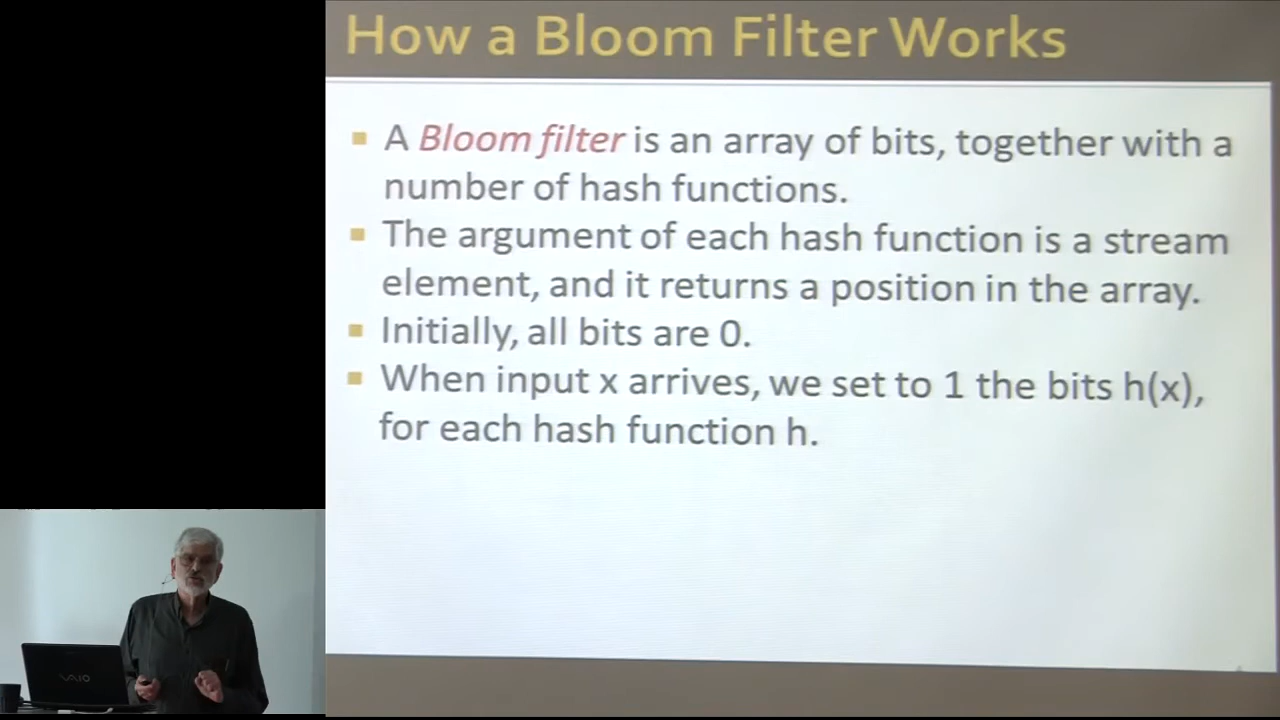 How a Bloom Filter Works
A Bloom filter is an array of bits, together with a
number of hash functions.
The argument of each hash function is a stream
element, and it returns a position in the array.
Initially, all bits are 0.
When input x arrives, we set to 1 the bits h(x),
for each hash function h.
VAIO